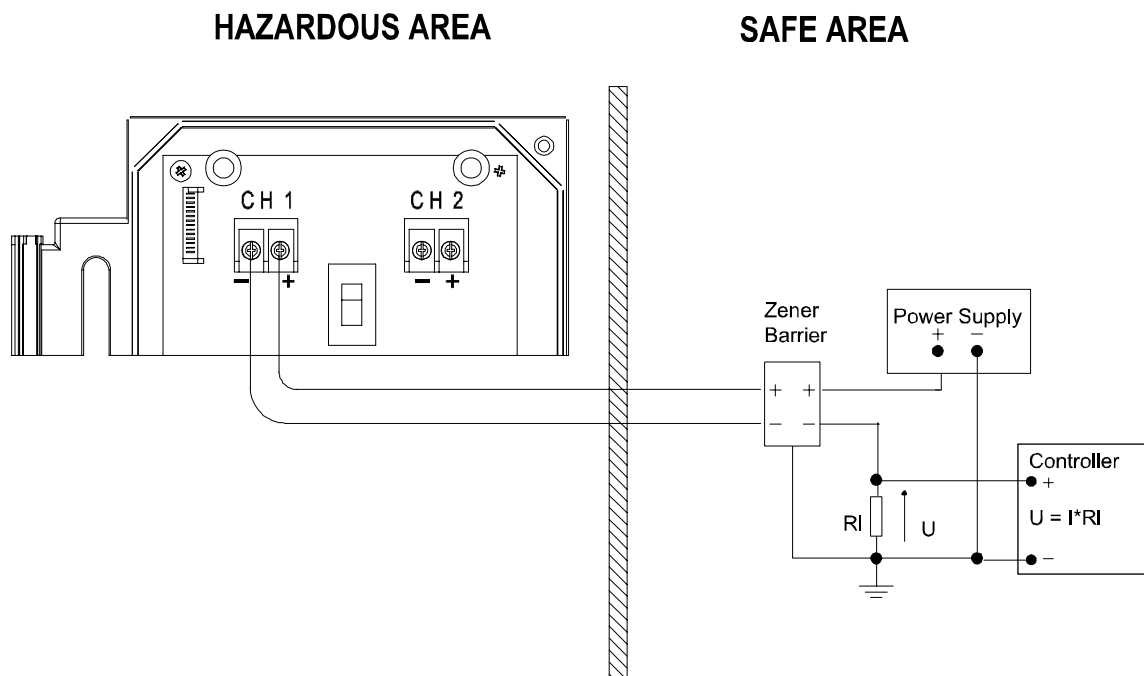 HAZARDOUS AREA
SAFE AREA
CH 1
CH 2
− +
− +
Zener
Barrier
Power Supply
+ −
+ +
− −
Controller
+
U = I*RI
−
RI
U